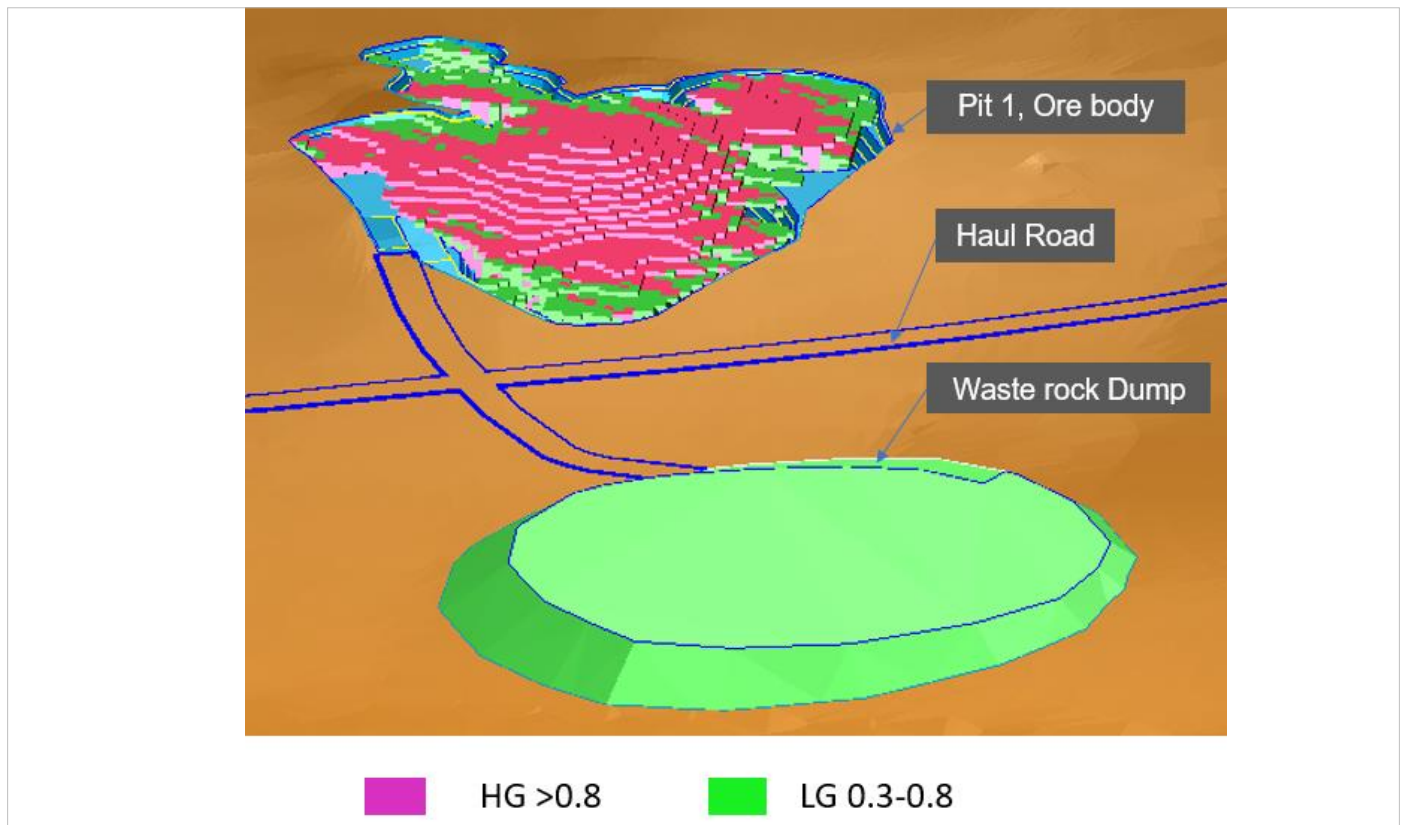 Pit 1, Ore body
Haul Road
Waste rock Dump
HG >0.8
LG 0.3-0.8